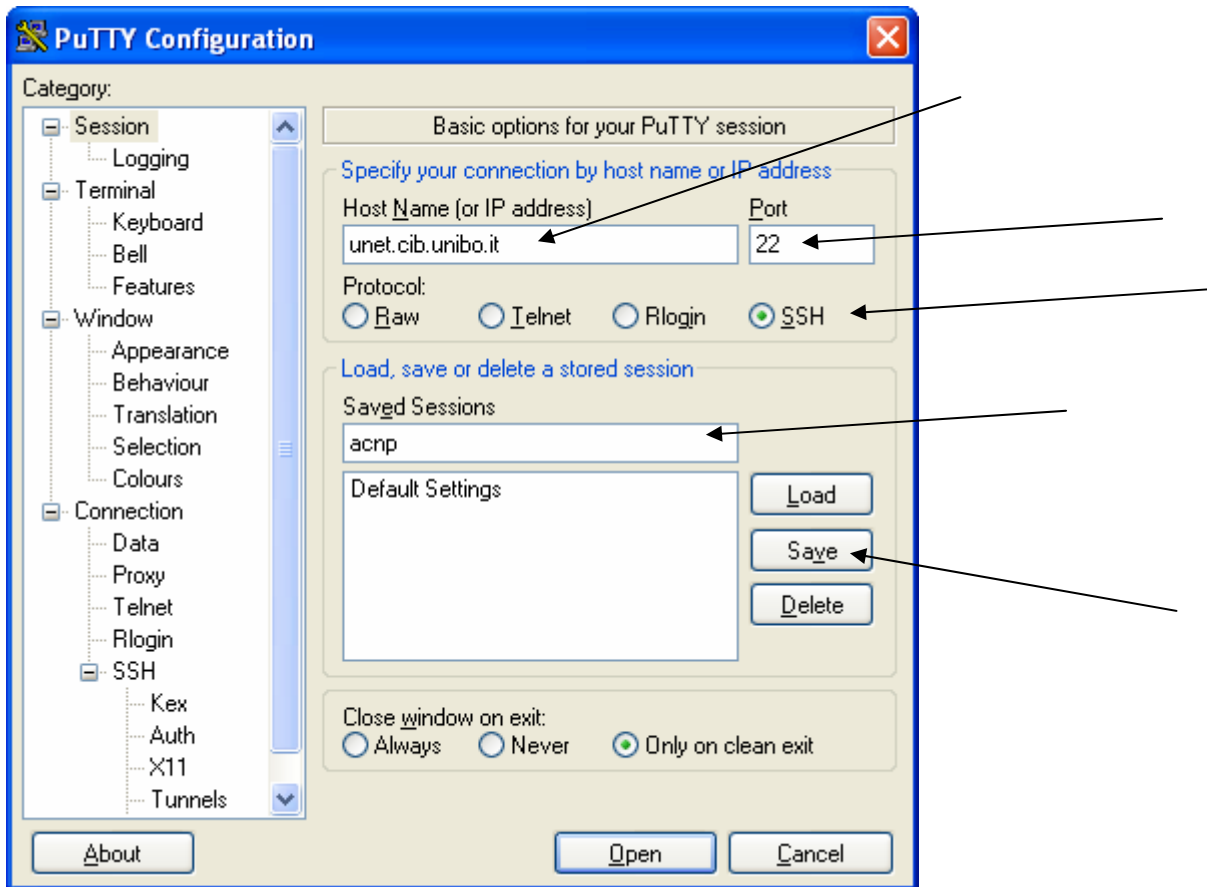 PuTTY Configuration
Category:
Session
Logging
Terminal
Keyboard
Bell
Features
Window
Appearance
Behaviour
Translation
Selection
Colours
Connection
Data
Proxy
Telnet
Rlogin
SSH
Kex
Auth
X11
Tunnels
Basic options for your PuTTY session
Specify your connection by host name or IP address
Host Name (or IP address) Port
unet.cib.unibo.it 22
Protocol:
Raw Telnet Rlogin SSH
Load, save or delete a stored session
Saved Sessions
acnp
Default Settings
Load
Save
Delete
Close window on exit:
Always Never Only on clean exit
About Open Cancel